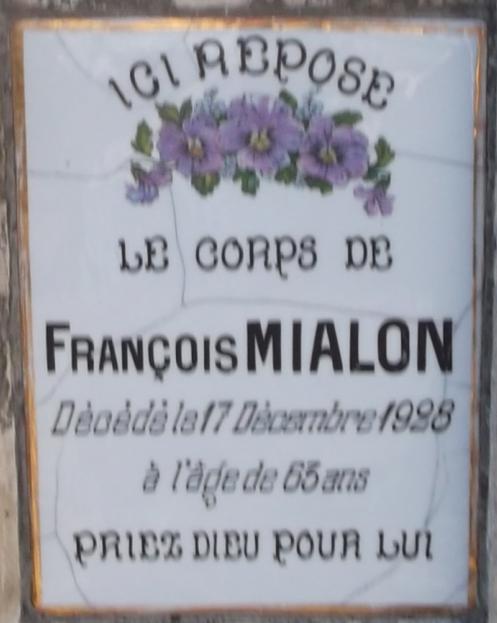 ICI REPOSE
LE CORPS DE
FRANÇOIS MIALON
Décédé le 17 Décembre 1928
à l'âge de 63 ans
PRIEZ DIEU POUR LUI